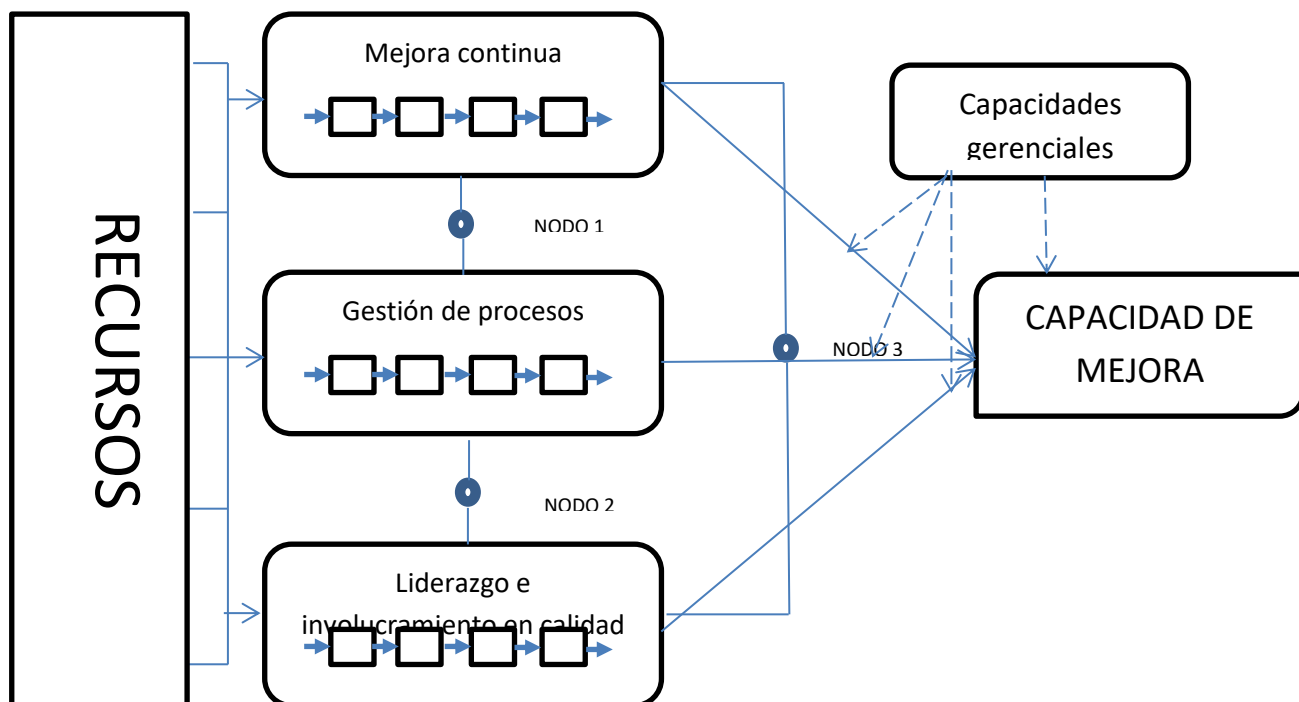 RECURSOS
Mejora continua
NODO 1
Gestión de procesos
NODO 2
Liderazgo e
involucramiento en calidad
NODO 3
Capacidades
gerenciales
CAPACIDAD DE
MEJORA